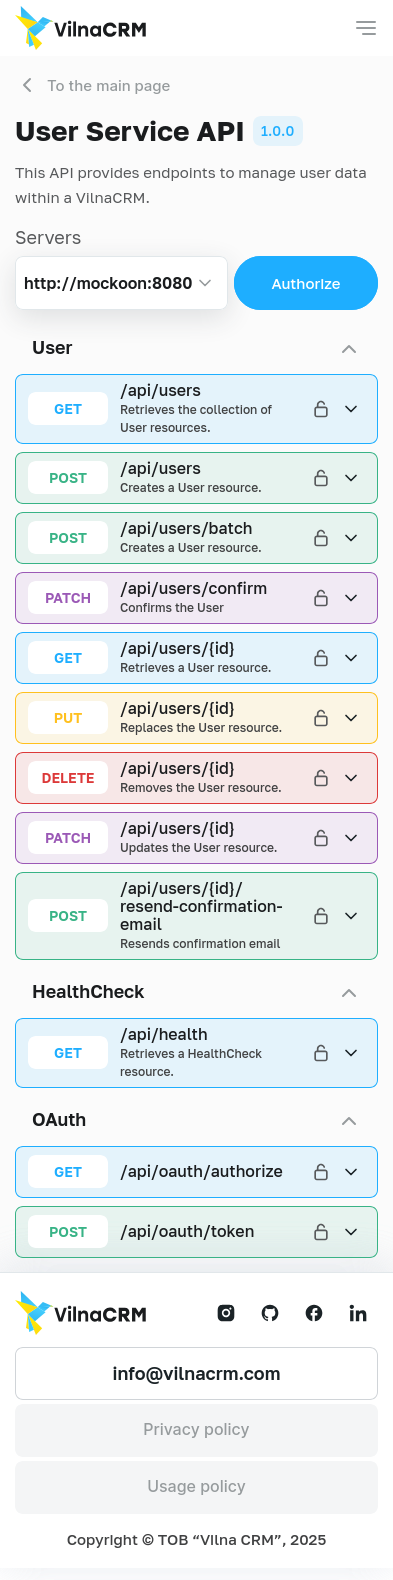 VilnaCRM
To the main page
User Service API 1.0.0
This API provides endpoints to manage user data
within a VilnaCRM.
Servers
http://mockoon:8080
Authorize
User
GET
/api/users
Retrieves the collection of
User resources.
POST
/api/users
Creates a User resource.
POST
/api/users/batch
Creates a User resource.
PATCH
/api/users/confirm
Confirms the User
GET
/api/users/{id}
Retrieves a User resource.
PUT
/api/users/{id}
Replaces the User resource.
DELETE
/api/users/{id}
Removes the User resource.
PATCH
/api/users/{id}
Updates the User resource.
POST
/api/users/{id}/
resend-confirmation-
email
Resends confirmation email
HealthCheck
GET
/api/health
Retrieves a HealthCheck
resource.
OAuth
GET
/api/oauth/authorize
POST
/api/oauth/token
VilnaCRM
info@vilnacrm.com
Privacy policy
Usage policy
Copyright © ТОВ “Vilna CRM”, 2025